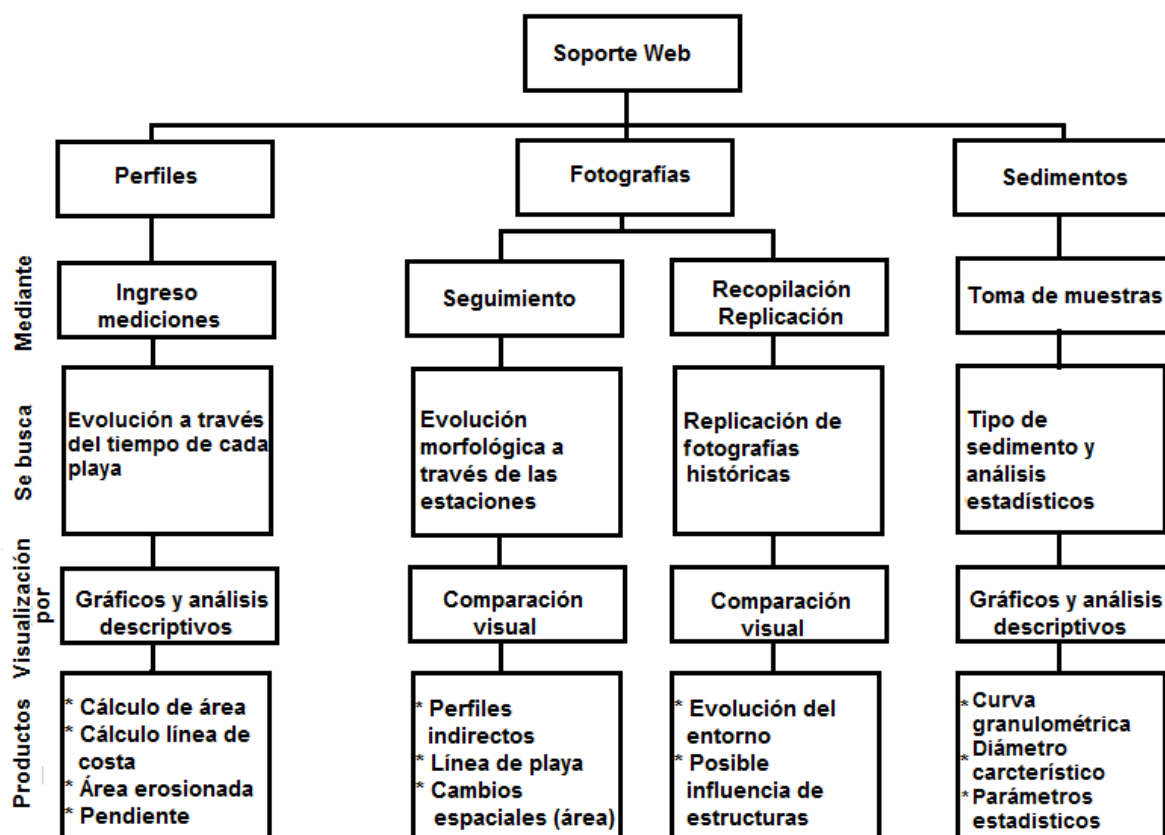 Soporte Web
Perfiles
Fotografías
Sedimentos
Mediante
Ingreso
mediciones
Seguimiento
Recopilación
Replicación
Toma de muestras
Se busca
Evolución a través
del tiempo de cada
playa
Evolución
morfológica a
través de las
estaciones
Replicación de
fotografías
históricas
Tipo de
sedimento y
análisis
estadísticos
Visualización
por
Gráficos y análisis
descriptivos
Comparación
visual
Comparación
visual
Gráficos y análisis
descriptivos
Productos
* Cálculo de área
* Cálculo línea de
costa
* Área erosionada
* Pendiente
* Perfiles
indirectos
* Línea de playa
* Cambios
espaciales (área)
* Evolución del
entorno
* Posible
influencia de
estructuras
* Curva
granulométrica
* Diámetro
carcterístico
* Parámetros
estadisticos